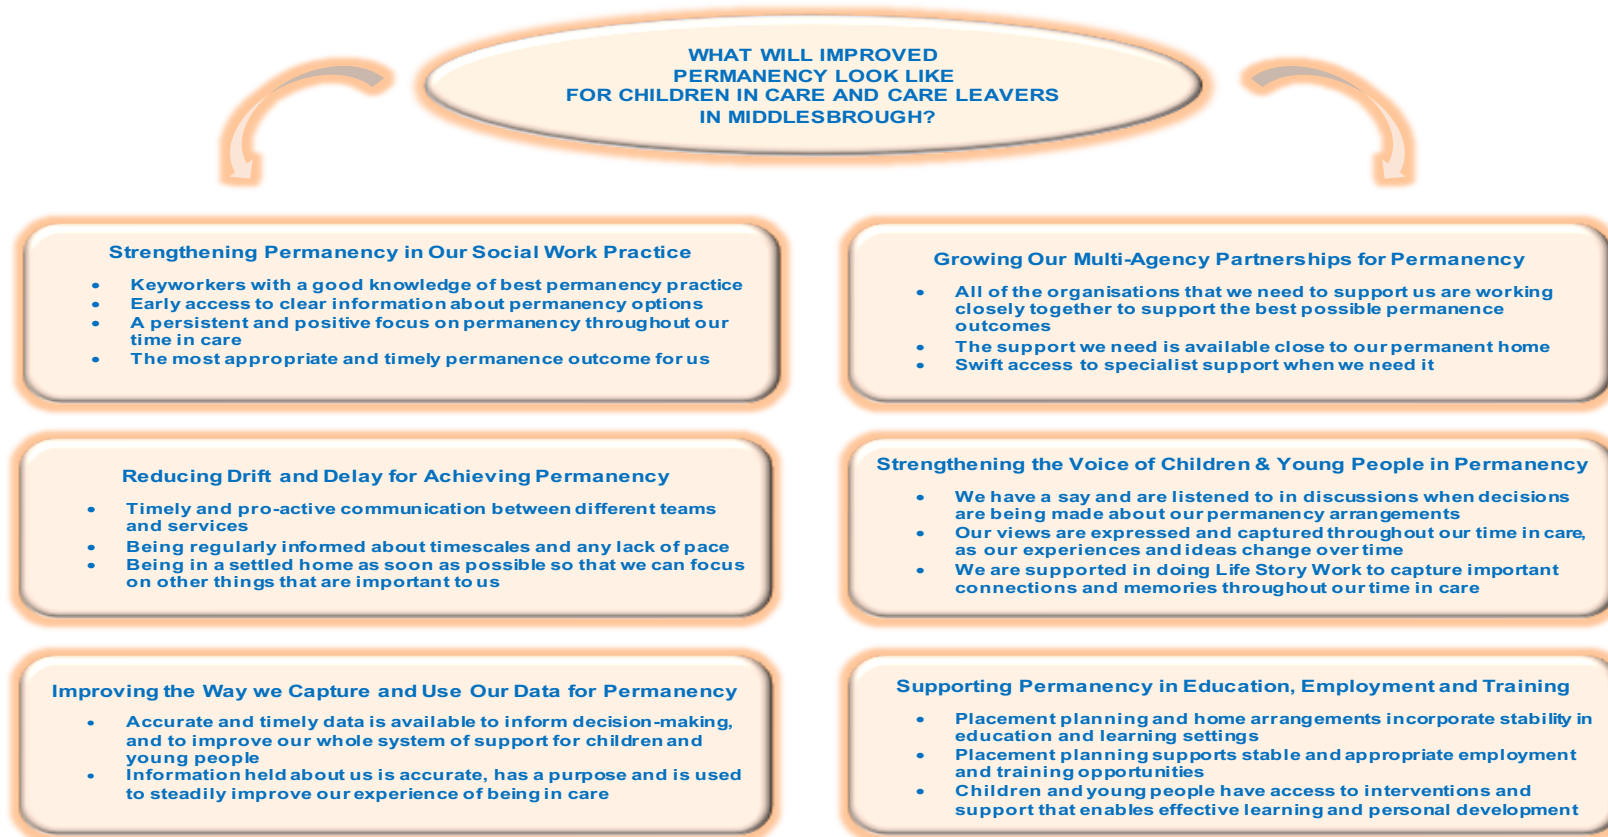 WHAT WILL IMPROVED
PERMANENCY LOOK LIKE
FOR CHILDREN IN CARE AND CARE LEAVERS
IN MIDDLESBROUGH?
Strengthening Permanency in Our Social Work Practice
• Keyworkers with a good knowledge of best permanency practice
• Early access to clear information about permanency options
• A persistent and positive focus on permanency throughout our
time in care
• The most appropriate and timely permanence outcome for us
Growing Our Multi-Agency Partnerships for Permanency
• All of the organisations that we need to support us are working
closely together to support the best possible permanence
outcomes
• The support we need is available close to our permanent home
• Swift access to specialist support when we need it
Reducing Drift and Delay for Achieving Permanency
• Timely and pro-active communication between different teams
and services
• Being regularly informed about timescales and any lack of pace
• Being in a settled home as soon as possible so that we can focus
on other things that are important to us
Strengthening the Voice of Children & Young People in Permanency
• We have a say and are listened to in discussions when decisions
are being made about our permanency arrangements
• Our views are expressed and captured throughout our time in care,
as our experiences and ideas change over time
• We are supported in doing Life Story Work to capture important
connections and memories throughout our time in care
Improving the Way we Capture and Use Our Data for Permanency
• Accurate and timely data is available to inform decision-making,
and to improve our whole system of support for children and
young people
• Information held about us is accurate, has a purpose and is used
to steadily improve our experience of being in care
Supporting Permanency in Education, Employment and Training
• Placement planning and home arrangements incorporate stability in
education and learning settings
• Placement planning supports stable and appropriate employment
and training opportunities
• Children and young people have access to interventions and
support that enables effective learning and personal development